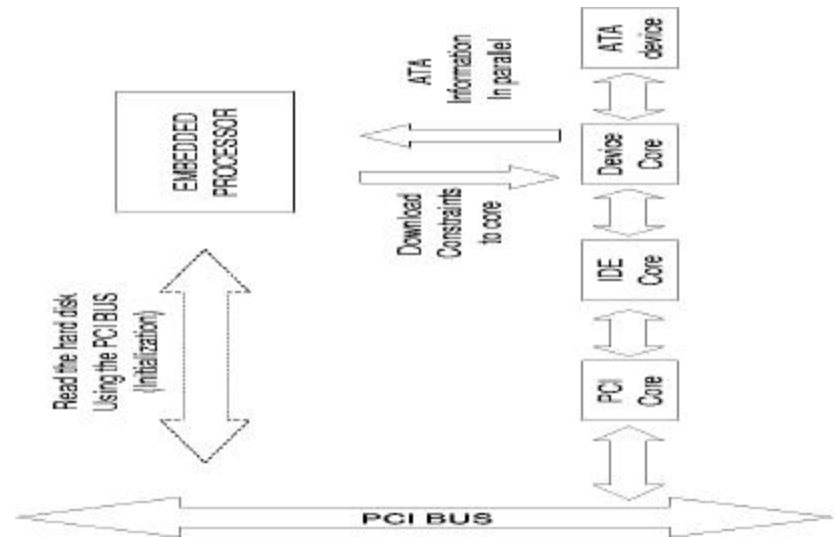 ATA
device
ATA
Information
In parallel
EMBEDDED
PROCESSOR
Device
Core
Download
Constraints
to core
IDE
Core
Read the hard disk
Using the PCI BUS
(Initialization)
PCI
Core
PCI BUS